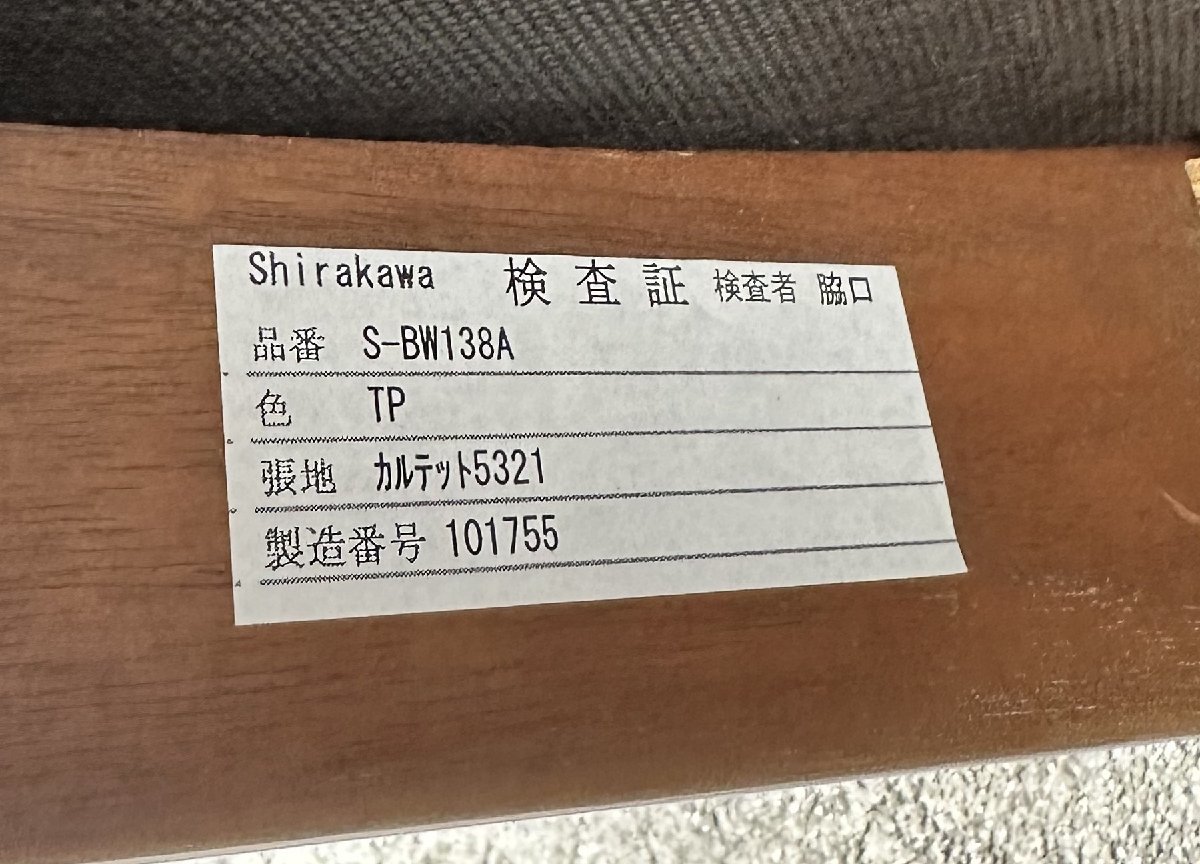 Shirakawa 検査証 検査者 脇口
品番 S-BW138A
色 TP
張地 ｶﾙﾃｯﾄ5321
製造番号 101755